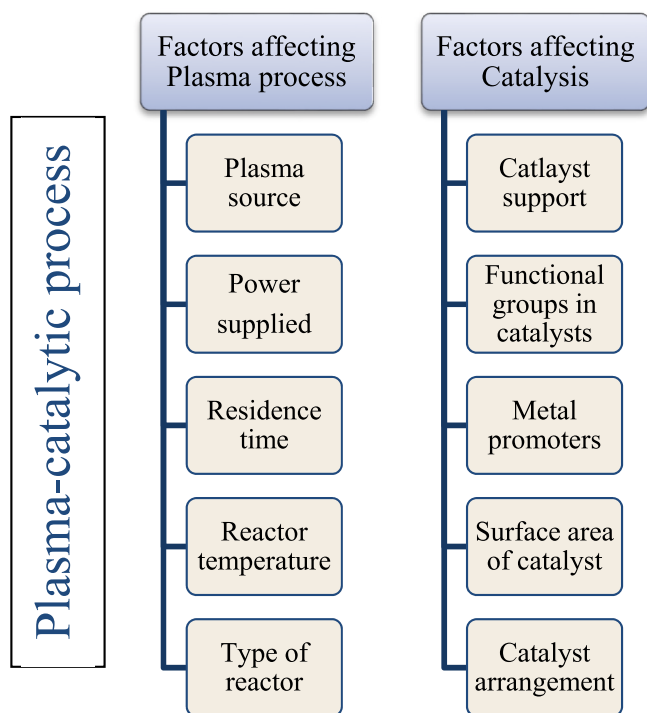 Plasma-catalytic process
Factors affecting
Plasma process
Plasma
source
Power
supplied
Residence
time
Reactor
temperature
Type of
reactor
Factors affecting
Catalysis
Catlayst
support
Functional
groups in
catalysts
Metal
promoters
Surface area
of catalyst
Catalyst
arrangement